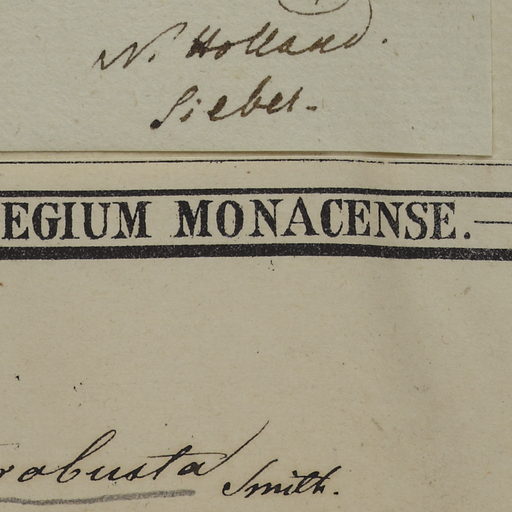 N. Holland.
Sieber.
EGIUM MONACENSE.
robusta Smith.